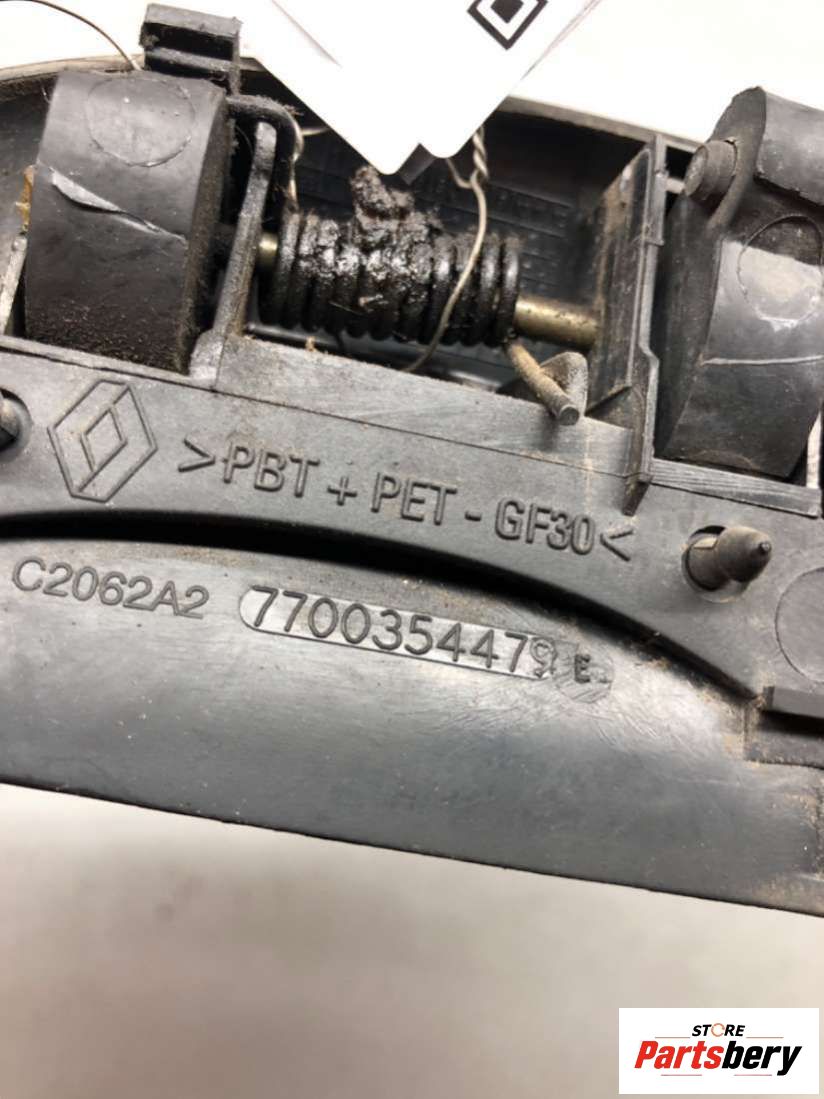 >PBT + PET - GF30<
C2062A2 7700354479 E
STORE
Partsbery